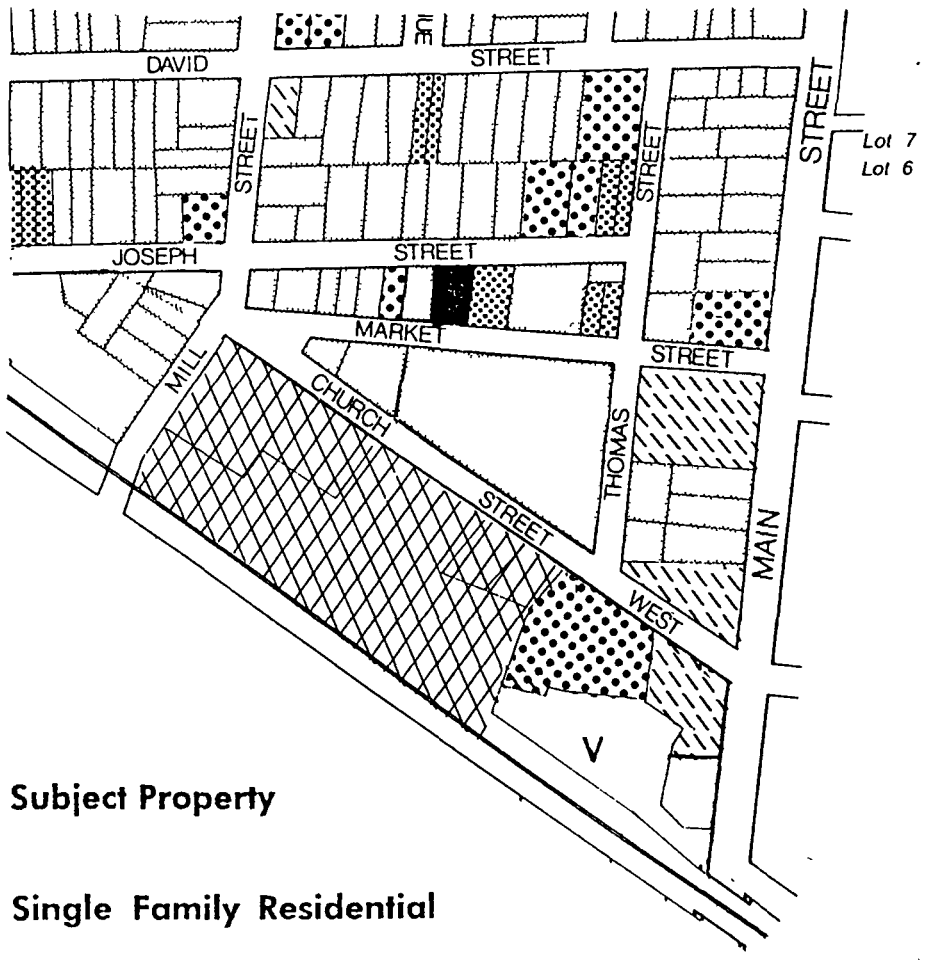 UE
DAVID STREET
STREET
STREET
STREET
Lot 7
Lot 6
JOSEPH STREET
MARKET STREET
MILL
CHURCH STREET WEST
THOMAS
MAIN
V
Subject Property
Single Family Residential